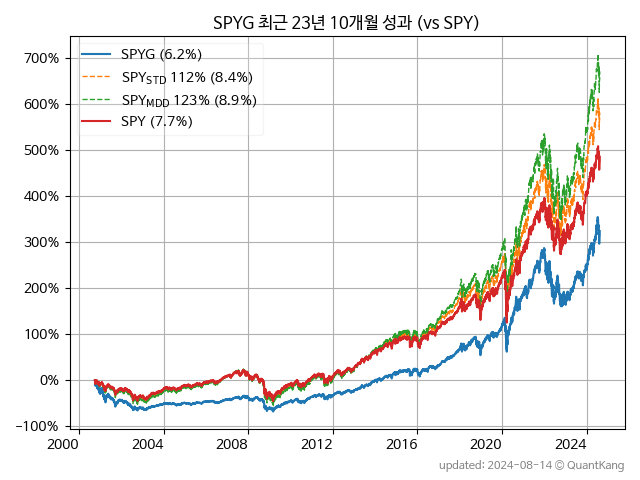 SPYG 최근 23년 10개월 성과 (vs SPY)
SPYG (6.2%)
SPYSTD 112% (8.4%)
SPYMDD 123% (8.9%)
SPY (7.7%)
700%
600%
500%
400%
300%
200%
100%
0%
−100%
2000 2004 2008 2012 2016 2020 2024
updated: 2024-08-14 © QuantKang